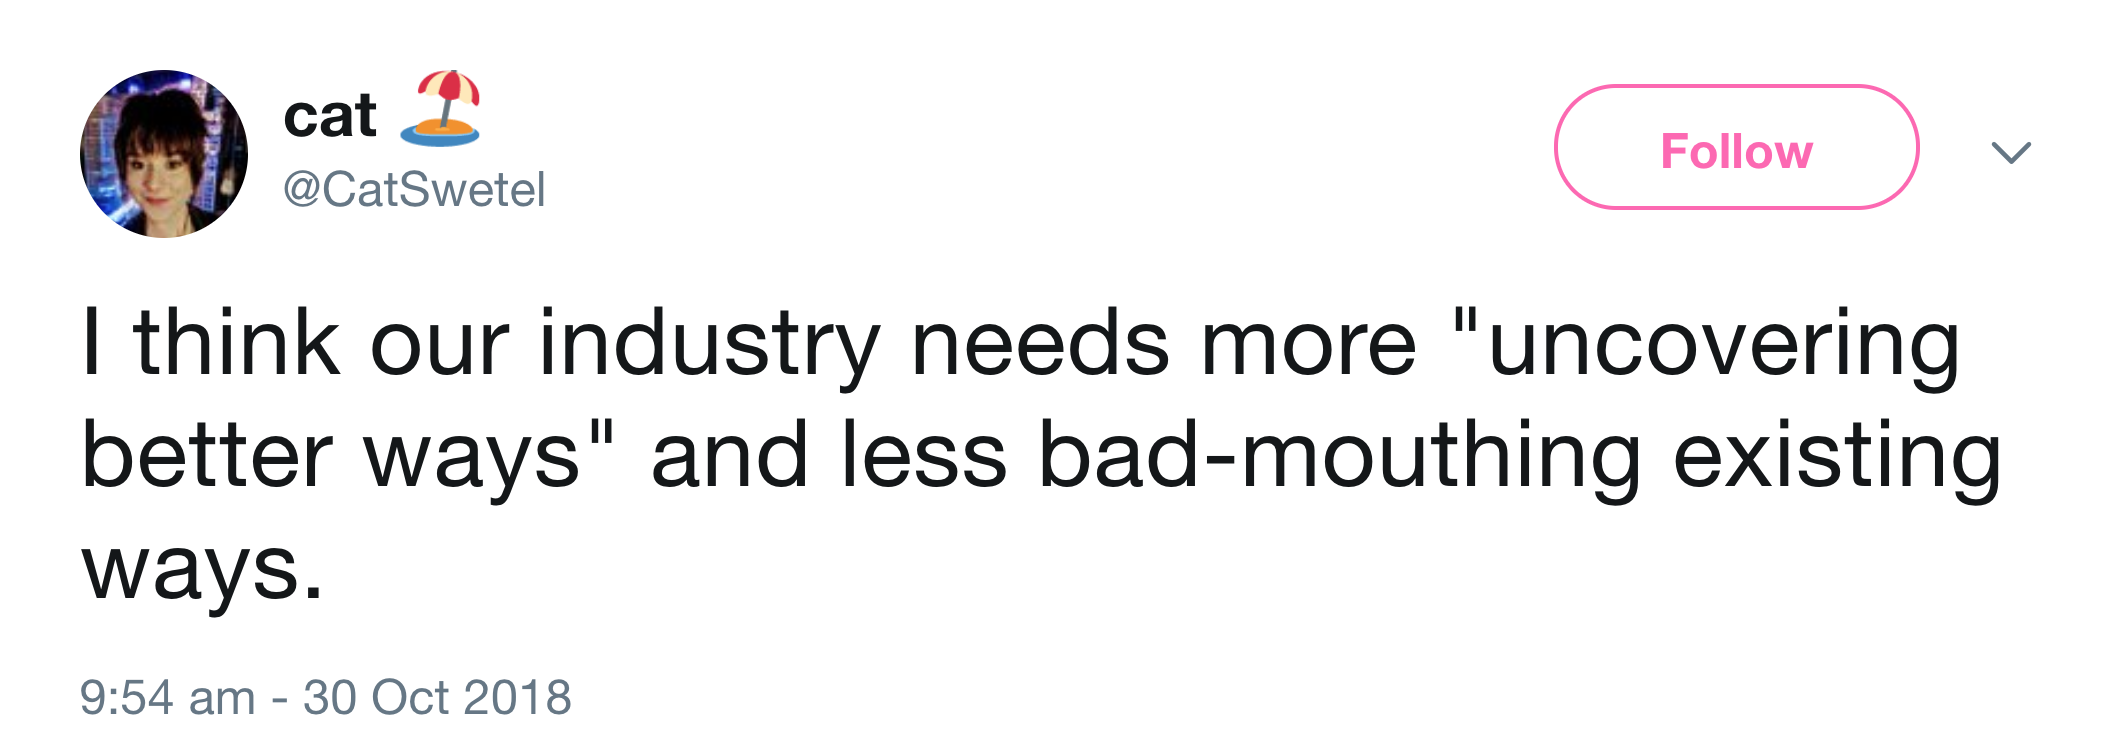 cat 🏖
@CatSwetel
Follow
I think our industry needs more "uncovering
better ways" and less bad-mouthing existing
ways.
9:54 am - 30 Oct 2018